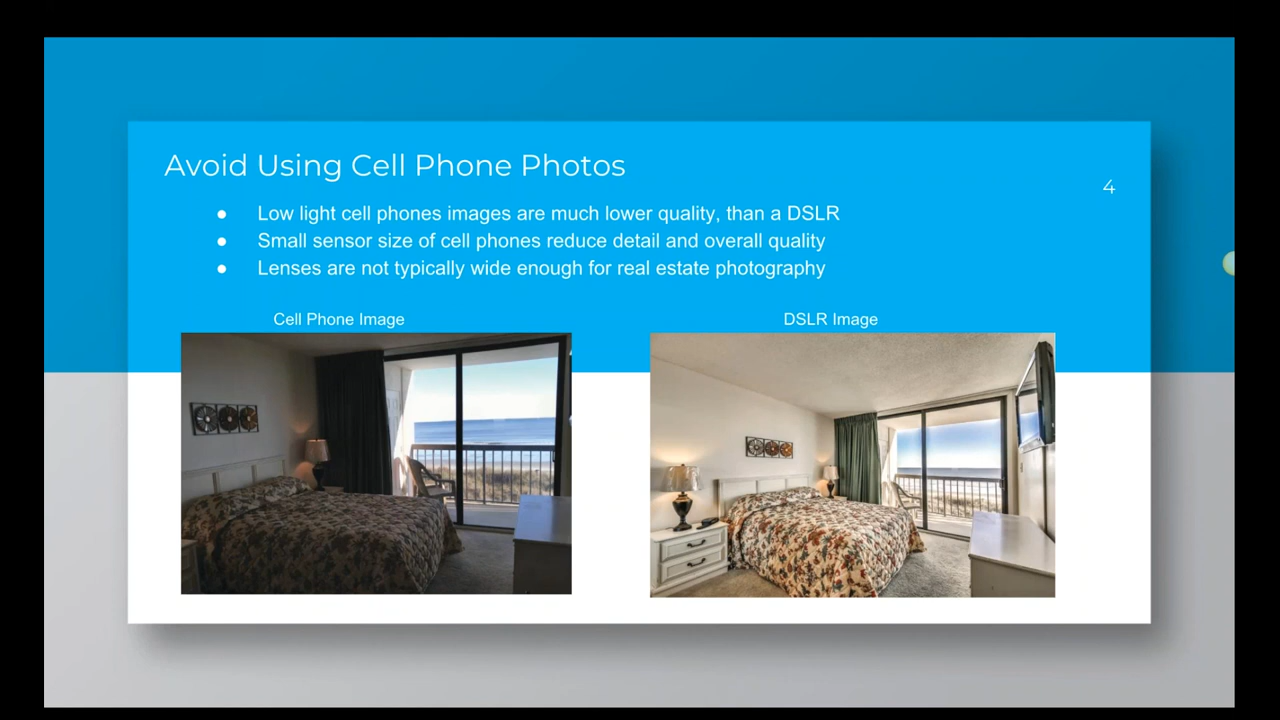 Avoid Using Cell Phone Photos
4
● Low light cell phones images are much lower quality, than a DSLR
● Small sensor size of cell phones reduce detail and overall quality
● Lenses are not typically wide enough for real estate photography
Cell Phone Image
DSLR Image